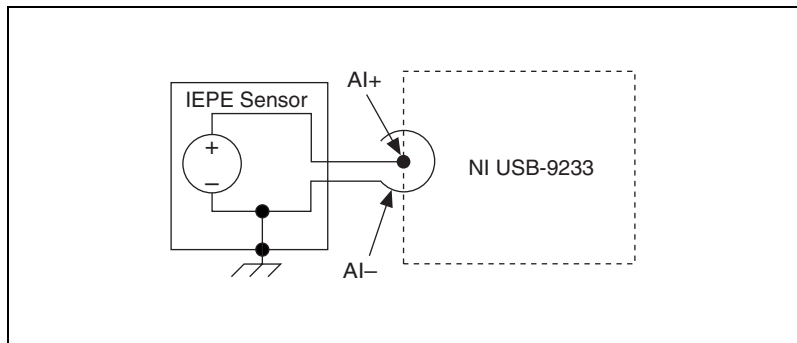 AI+
IEPE Sensor
+
–
NI USB-9233
AI–